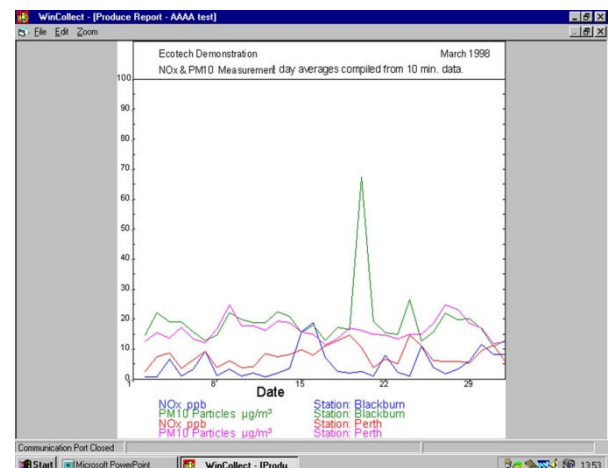 WinCollect - [Produce Report - AAAA test]
File Edit Zoom
Ecotech Demonstration March 1998
NOx & PM10 Measurement day averages compiled from 10 min. data.
100
90
80
70
60
50
40
30
20
10
0
1 8 15 22 29
Date
NOx ppb Station: Blackburn
PM10 Particles µg/m³ Station: Blackburn
NOx ppb Station: Perth
PM10 Particles µg/m³ Station: Perth
Communication Port Closed
Start Microsoft PowerPoint WinCollect - [Produ... 13:53